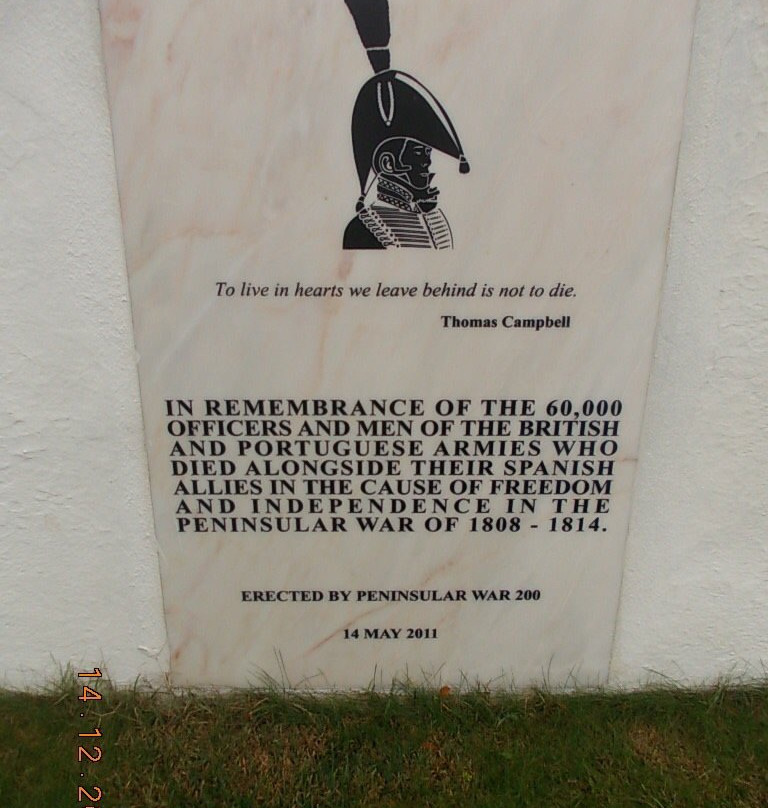 To live in hearts we leave behind is not to die.
Thomas Campbell
IN REMEMBRANCE OF THE 60,000
OFFICERS AND MEN OF THE BRITISH
AND PORTUGUESE ARMIES WHO
DIED ALONGSIDE THEIR SPANISH
ALLIES IN THE CAUSE OF FREEDOM
AND INDEPENDENCE IN THE
PENINSULAR WAR OF 1808 - 1814.
ERECTED BY PENINSULAR WAR 200
14 MAY 2011
14.12.2